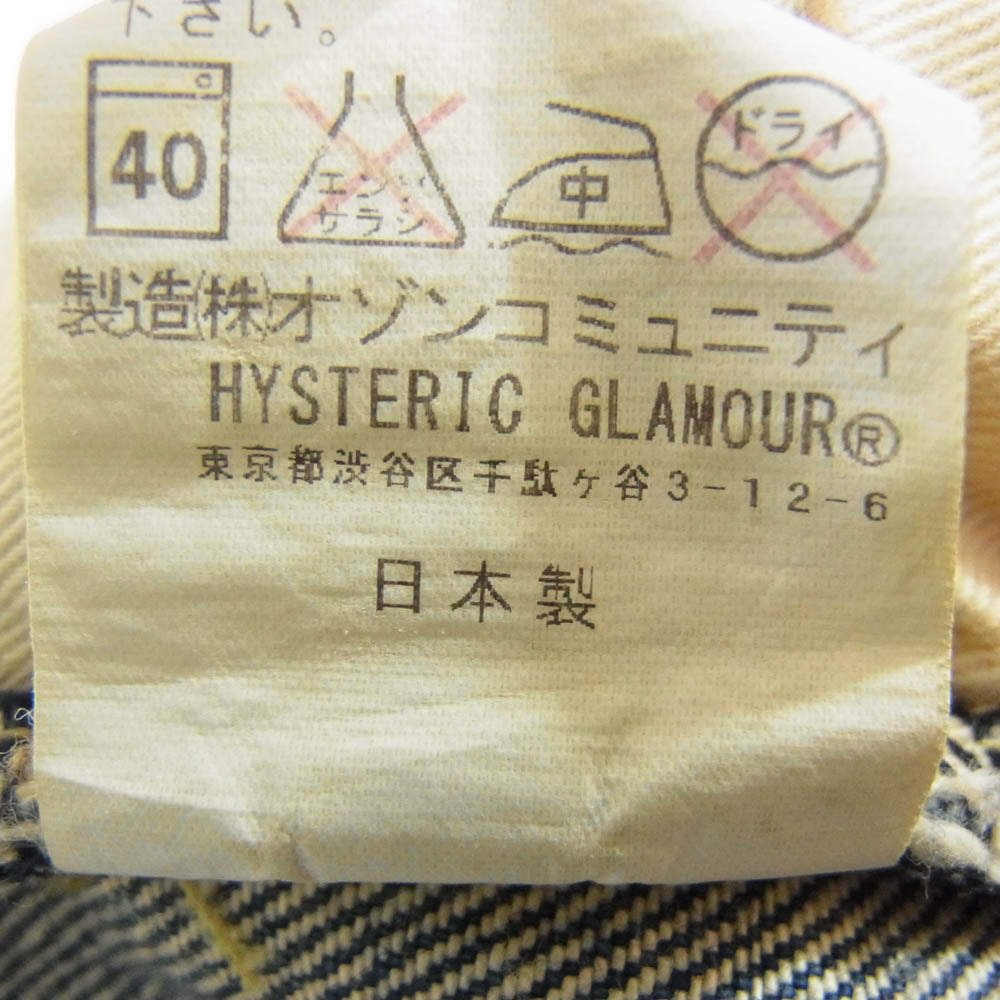 下さい。
40 エンソサラシ 中 ドライ
製造㈱オゾンコミュニティ
HYSTERIC GLAMOUR®
東京都渋谷区千駄ヶ谷3-12-6
日本製